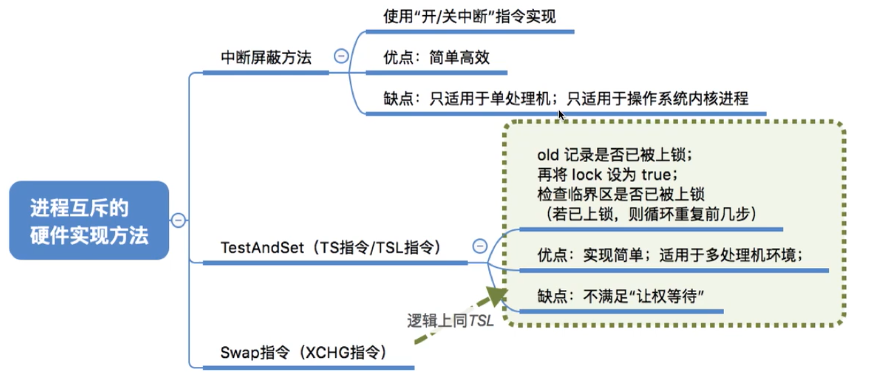 进程互斥的
硬件实现方法
中断屏蔽方法
使用“开/关中断”指令实现
优点：简单高效
缺点：只适用于单处理机；只适用于操作系统内核进程
TestAndSet（TS指令/TSL指令）
old 记录是否已被上锁；
再将 lock 设为 true；
检查临界区是否已被上锁
（若已上锁，则循环重复前几步）
优点：实现简单；适用于多处理机环境；
缺点：不满足“让权等待”
逻辑上同TSL
Swap指令（XCHG指令）